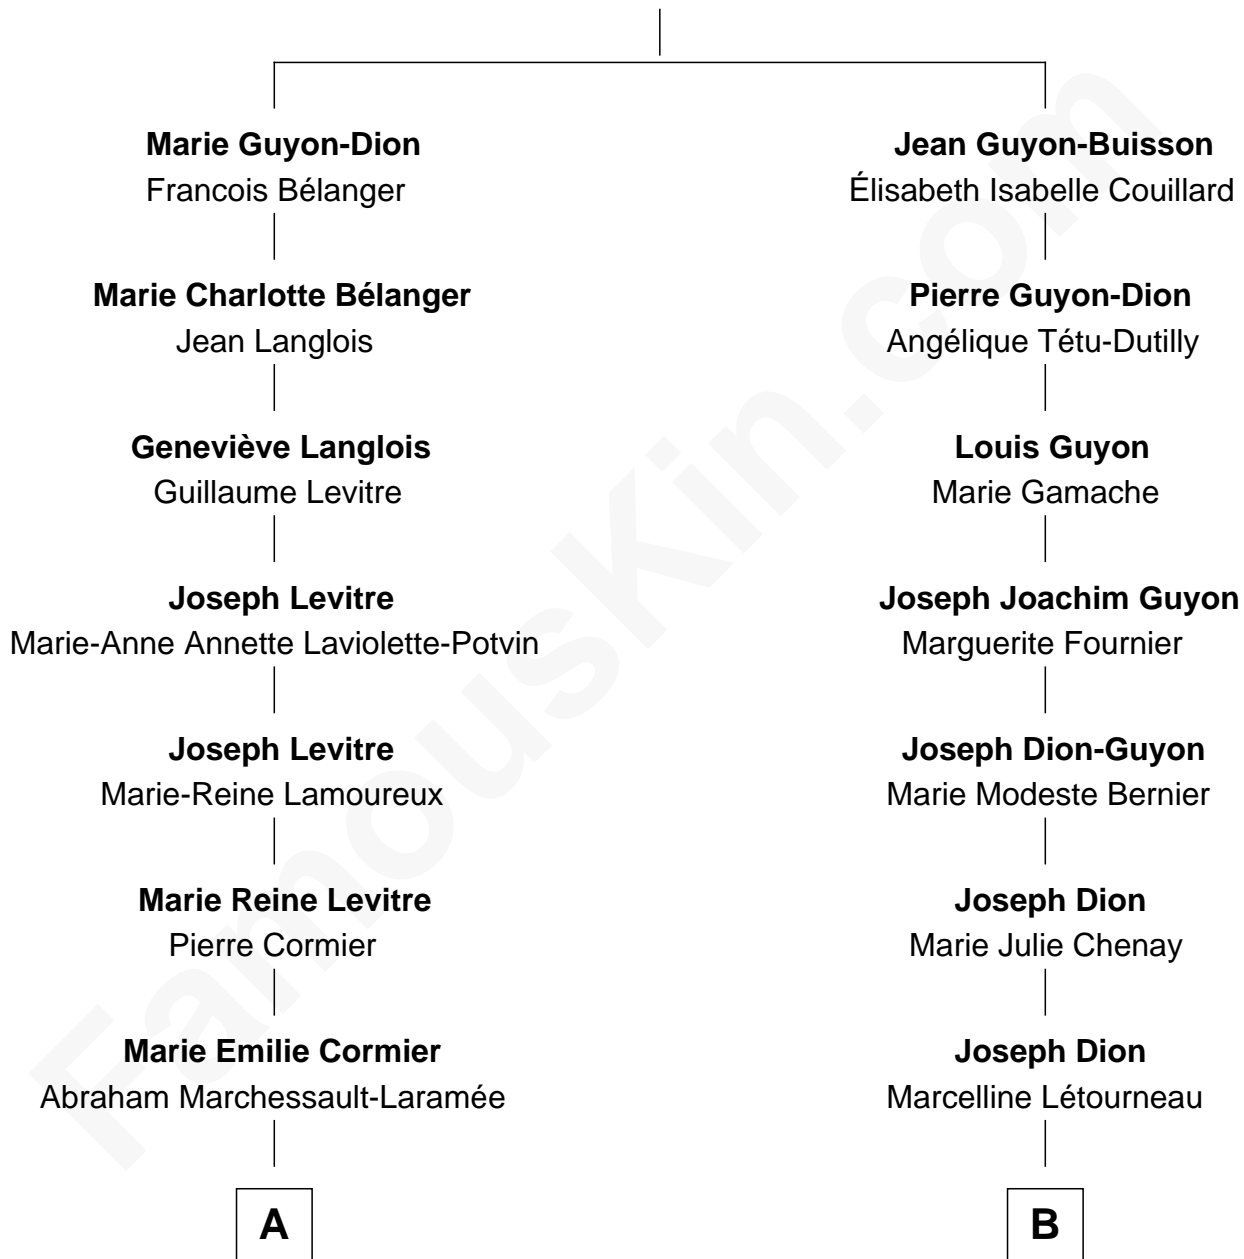 Marie Guyon-Dion
Francois Bélanger
Marie Charlotte Bélanger
Jean Langlois
Geneviève Langlois
Guillaume Levitre
Joseph Levitre
Marie-Anne Annette Laviolette-Potvin
Joseph Levitre
Marie-Reine Lamoureux
Marie Reine Levitre
Pierre Cormier
Marie Emilie Cormier
Abraham Marchessault-Laramée
A
Jean Guyon-Buisson
Élisabeth Isabelle Couillard
Pierre Guyon-Dion
Angélique Tétu-Dutilly
Louis Guyon
Marie Gamache
Joseph Joachim Guyon
Marguerite Fournier
Joseph Dion-Guyon
Marie Modeste Bernier
Joseph Dion
Marie Julie Chenay
Joseph Dion
Marcelline Létourneau
B
FamousKin.com